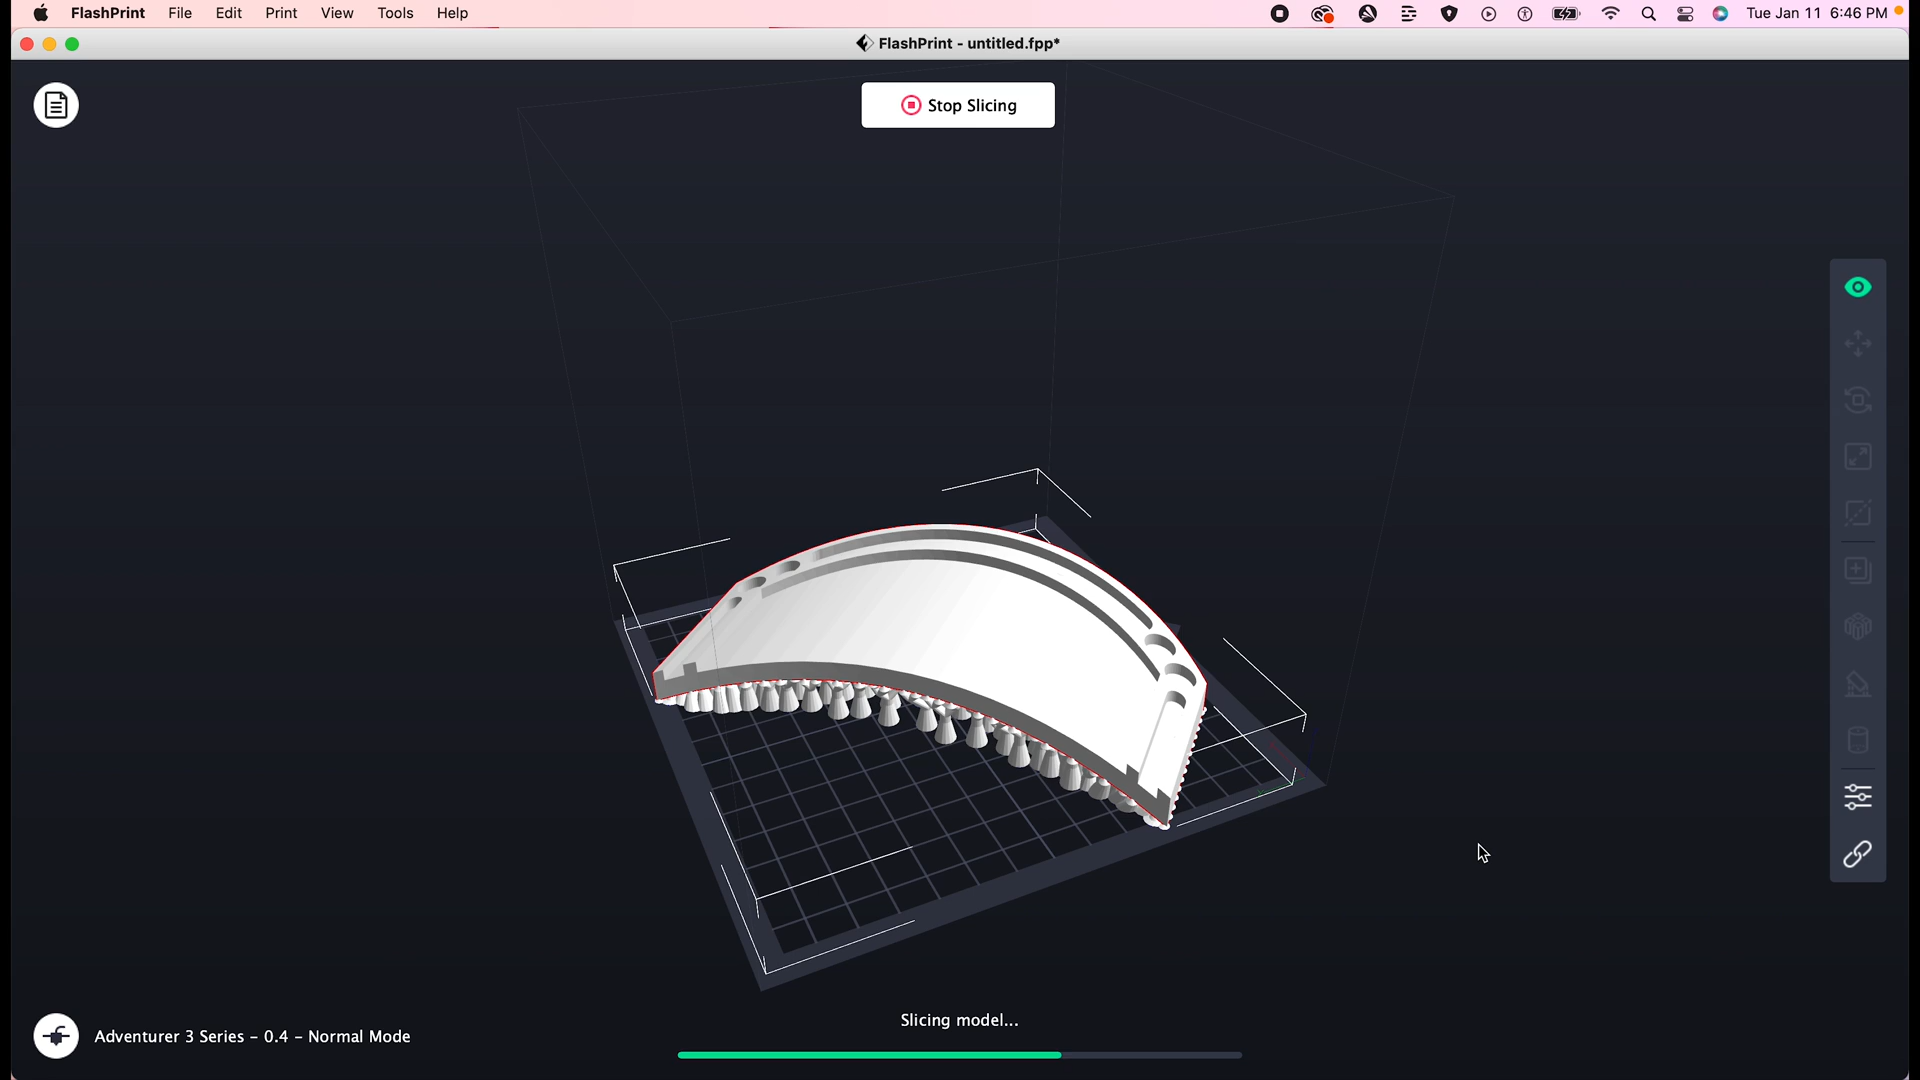 FlashPrint File Edit Print View Tools Help Tue Jan 11 6:46 PM
FlashPrint - untitled.fpp*
Stop Slicing
Slicing model...
Adventurer 3 Series - 0.4 - Normal Mode